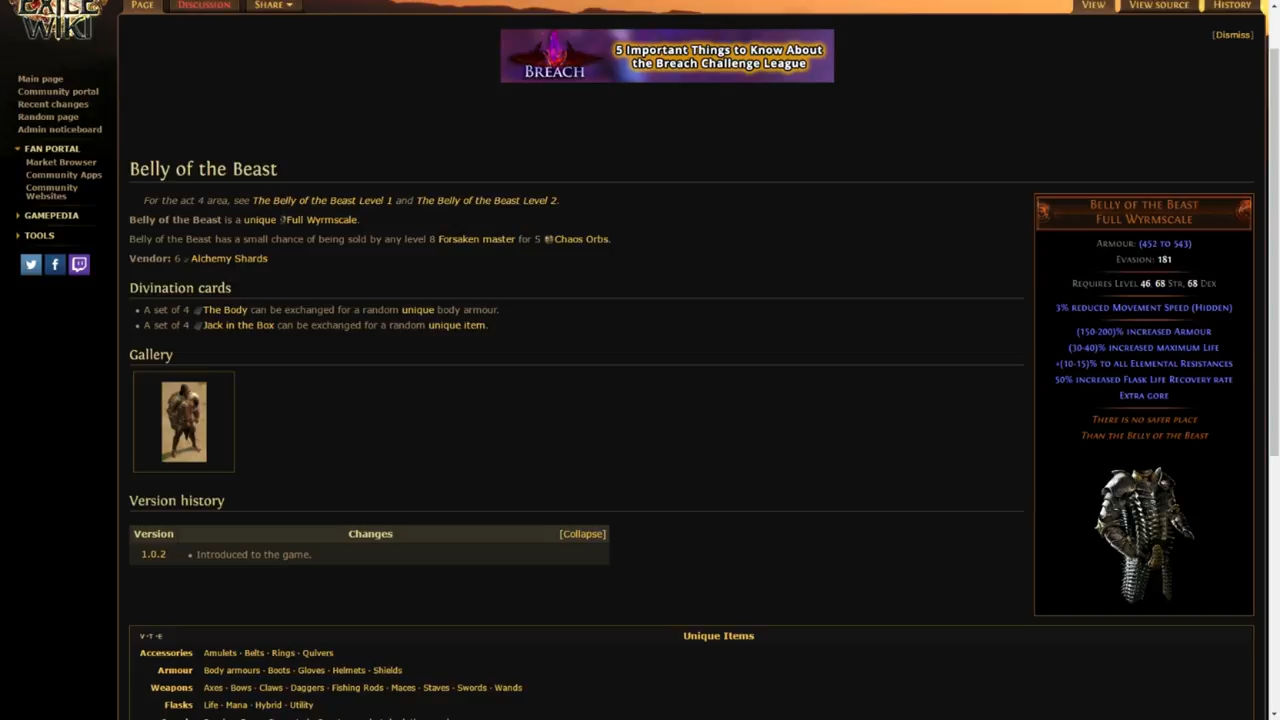 EXILE
WIKI
PAGE
DISCUSSION
SHARE
VIEW
VIEW SOURCE
HISTORY
[Dismiss]
BREACH
5 Important Things to Know About
the Breach Challenge League
Main page
Community portal
Recent changes
Random page
Admin noticeboard
FAN PORTAL
Market Browser
Community Apps
Community
Websites
GAMEPEDIA
TOOLS
Belly of the Beast
For the act 4 area, see The Belly of the Beast Level 1 and The Belly of the Beast Level 2.
Belly of the Beast is a unique Full Wyrmscale.
Belly of the Beast has a small chance of being sold by any level 8 Forsaken master for 5 Chaos Orbs.
Vendor: 6 Alchemy Shards
Divination cards
A set of 4 The Body can be exchanged for a random unique body armour.
A set of 4 Jack in the Box can be exchanged for a random unique item.
Gallery
Version history
Version Changes [Collapse]
1.0.2 Introduced to the game.
BELLY OF THE BEAST
FULL WYRMSCALE
ARMOUR: (452 TO 543)
EVASION: 181
REQUIRES LEVEL 46, 68 STR, 68 DEX
3% REDUCED MOVEMENT SPEED (HIDDEN)
(150-200)% INCREASED ARMOUR
(30-40)% INCREASED MAXIMUM LIFE
+(10-15)% TO ALL ELEMENTAL RESISTANCES
50% INCREASED FLASK LIFE RECOVERY RATE
EXTRA GORE
THERE IS NO SAFER PLACE
THAN THE BELLY OF THE BEAST
V · T · E
Unique Items
Accessories Amulets · Belts · Rings · Quivers
Armour Body armours · Boots · Gloves · Helmets · Shields
Weapons Axes · Bows · Claws · Daggers · Fishing Rods · Maces · Staves · Swords · Wands
Flasks Life · Mana · Hybrid · Utility